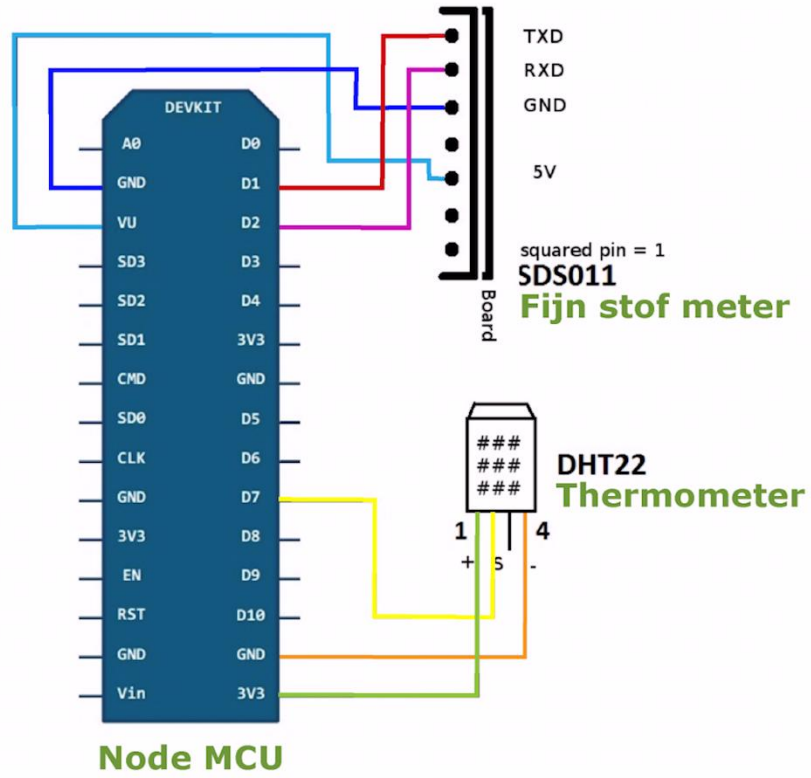 DEVKIT
A0 D0
GND D1
VU D2
SD3 D3
SD2 D4
SD1 3V3
CMD GND
SD0 D5
CLK D6
GND D7
3V3 D8
EN D9
RST D10
GND GND
Vin 3V3
Node MCU
TXD
RXD
GND
5V
squared pin = 1
SDS011
Fijn stof meter
Board
###
###
###
DHT22
Thermometer
1 4
+ s -